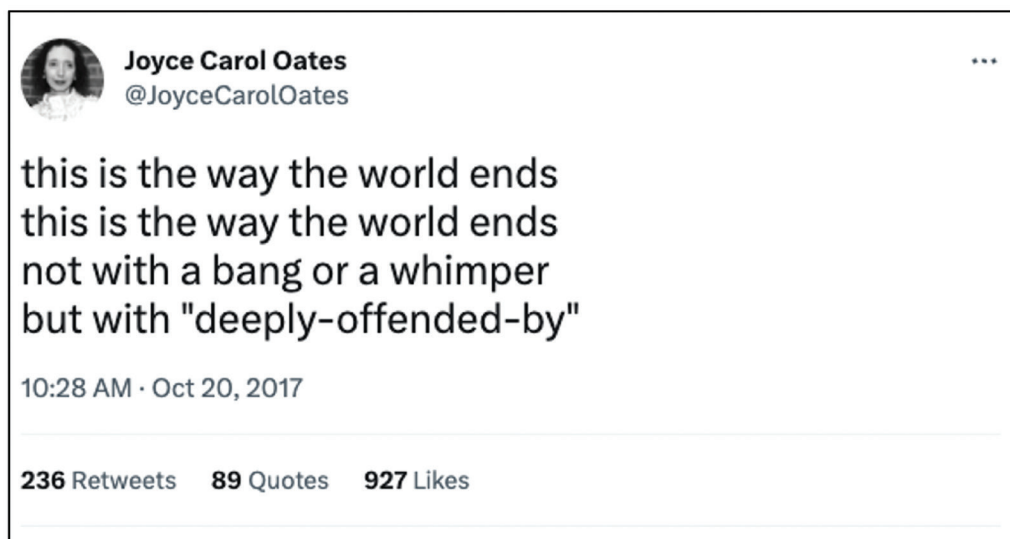 Joyce Carol Oates
@JoyceCarolOates
this is the way the world ends
this is the way the world ends
not with a bang or a whimper
but with "deeply-offended-by"
10:28 AM · Oct 20, 2017
236 Retweets 89 Quotes 927 Likes